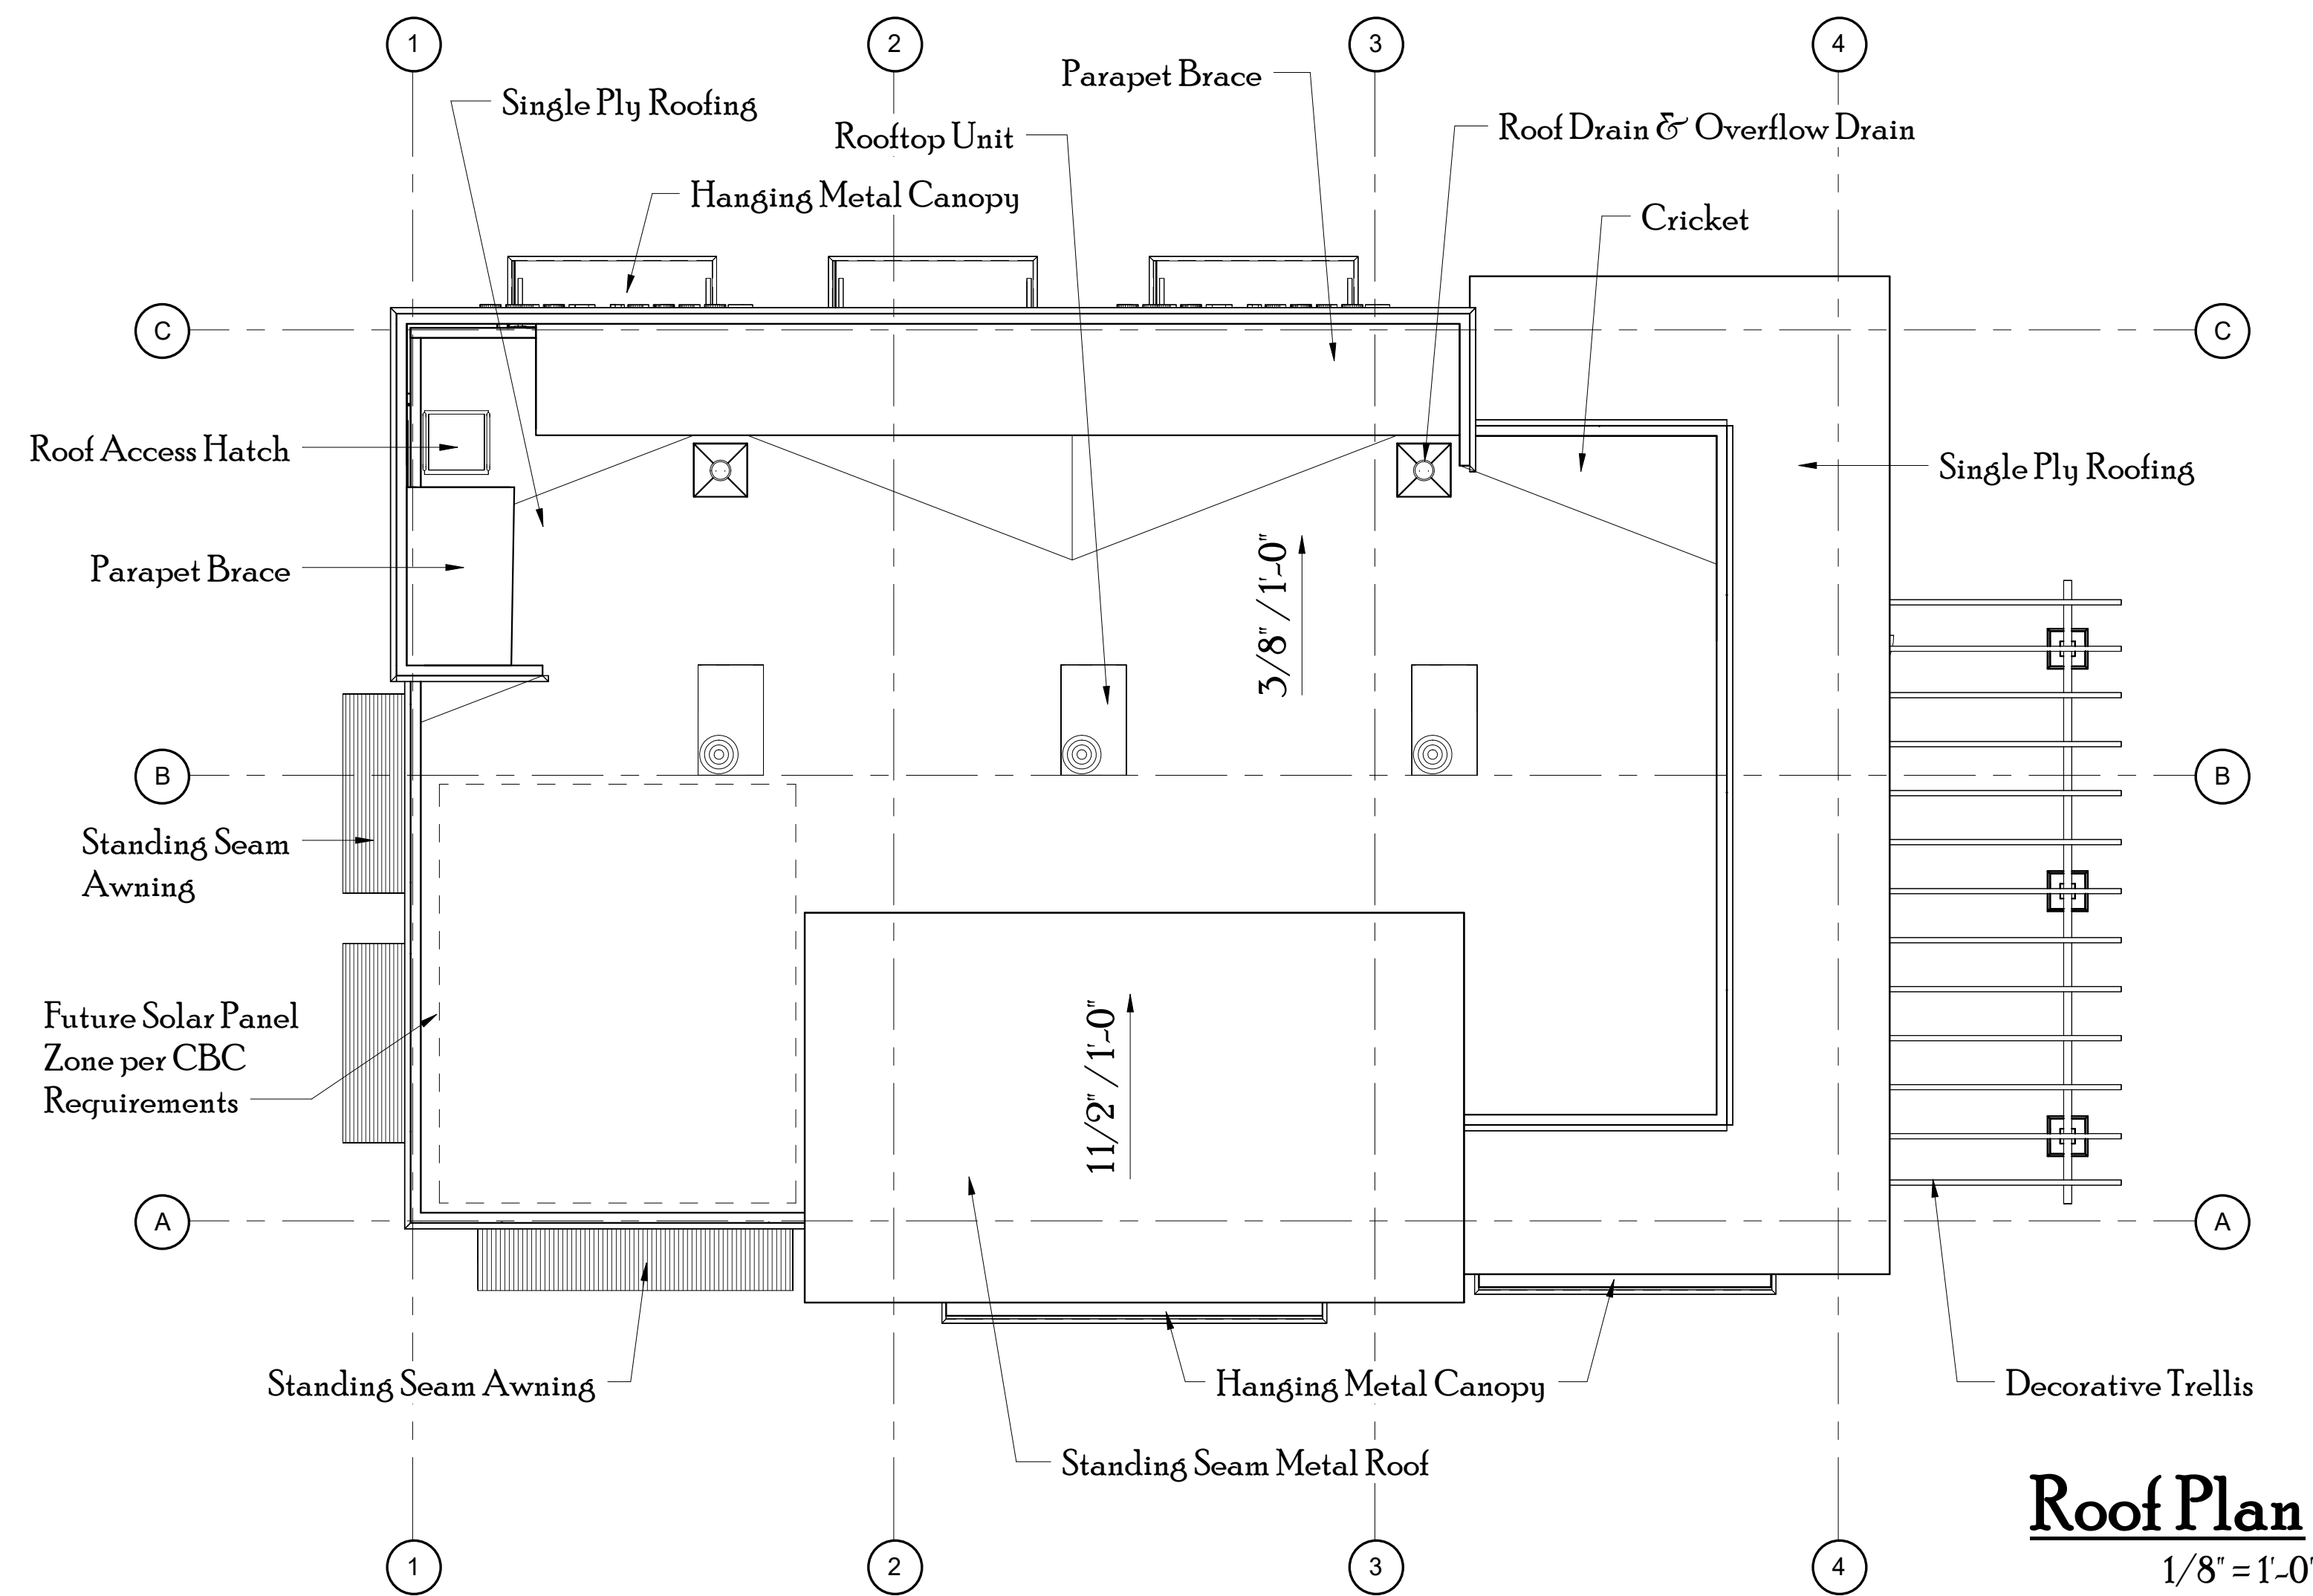 1
2
3
4
Parapet Brace
Single Ply Roofing
Rooftop Unit
Roof Drain & Overflow Drain
Hanging Metal Canopy
Cricket
C
C
Roof Access Hatch
Single Ply Roofing
Parapet Brace
3/8" / 1'-0"
B
B
Standing Seam
Awning
Future Solar Panel
Zone per CBC
Requirements
11/2" / 1'-0"
A
A
Standing Seam Awning
Hanging Metal Canopy
Decorative Trellis
Standing Seam Metal Roof
Roof Plan
1/8" = 1'-0"
1
2
3
4